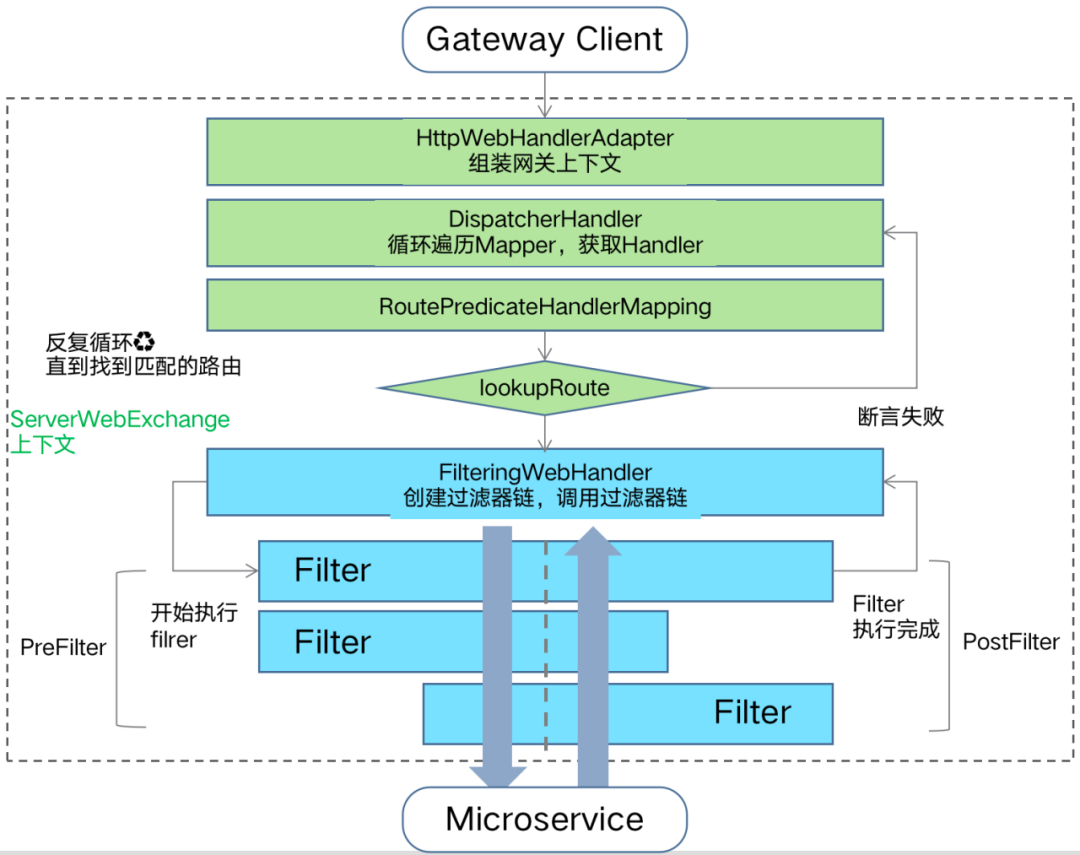 Gateway Client
HttpWebHandlerAdapter
组装网关上下文
DispatcherHandler
循环遍历Mapper，获取Handler
RoutePredicateHandlerMapping
反复循环♻
直到找到匹配的路由
lookupRoute
ServerWebExchange
上下文
断言失败
FilteringWebHandler
创建过滤器链，调用过滤器链
Filter
开始执行
filrer
Filter
执行完成
PreFilter
Filter
PostFilter
Filter
Microservice